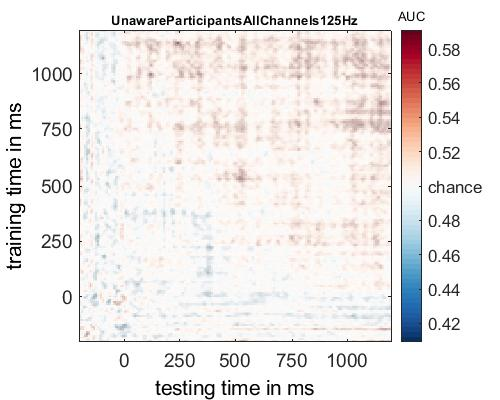 UnawareParticipantsAllChannels125Hz
AUC
training time in ms
1000
750
500
250
0
0 250 500 750 1000
testing time in ms
0.58
0.56
0.54
0.52
chance
0.48
0.46
0.44
0.42